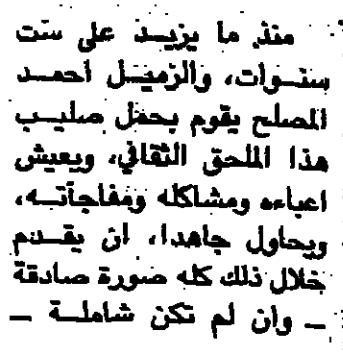 منذ ما يزيد على ست
سنوات، والزميل احمد
المصلح يقوم بحمل صليب
هذا الملحق الثقافي، ويعيش
اعباءه ومشاكله ومفاجآته،
ويحاول جاهدا، ان يقدم
خلال ذلك كله صورة صادقة
ـ وان لم تكن شاملة ـ